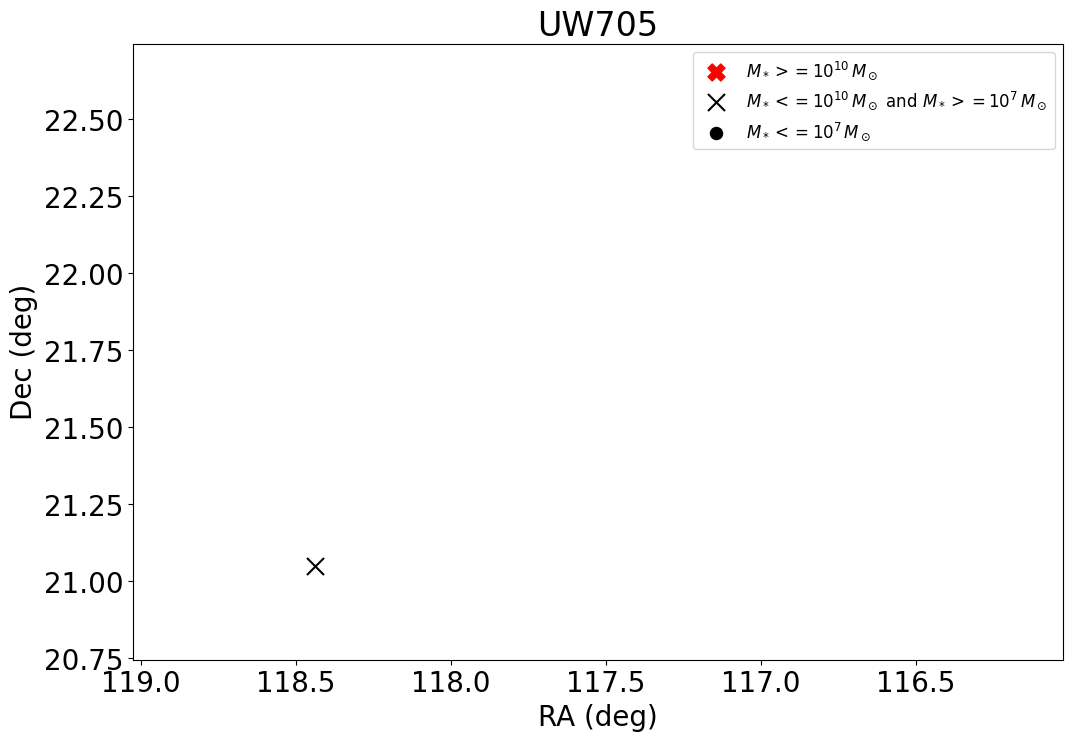 UW705
M* >= 10^10 M⊙
M* <= 10^10 M⊙ and M* >= 10^7 M⊙
M* <= 10^7 M⊙
22.50
22.25
22.00
21.75
21.50
21.25
21.00
20.75
Dec (deg)
119.0 118.5 118.0 117.5 117.0 116.5
RA (deg)